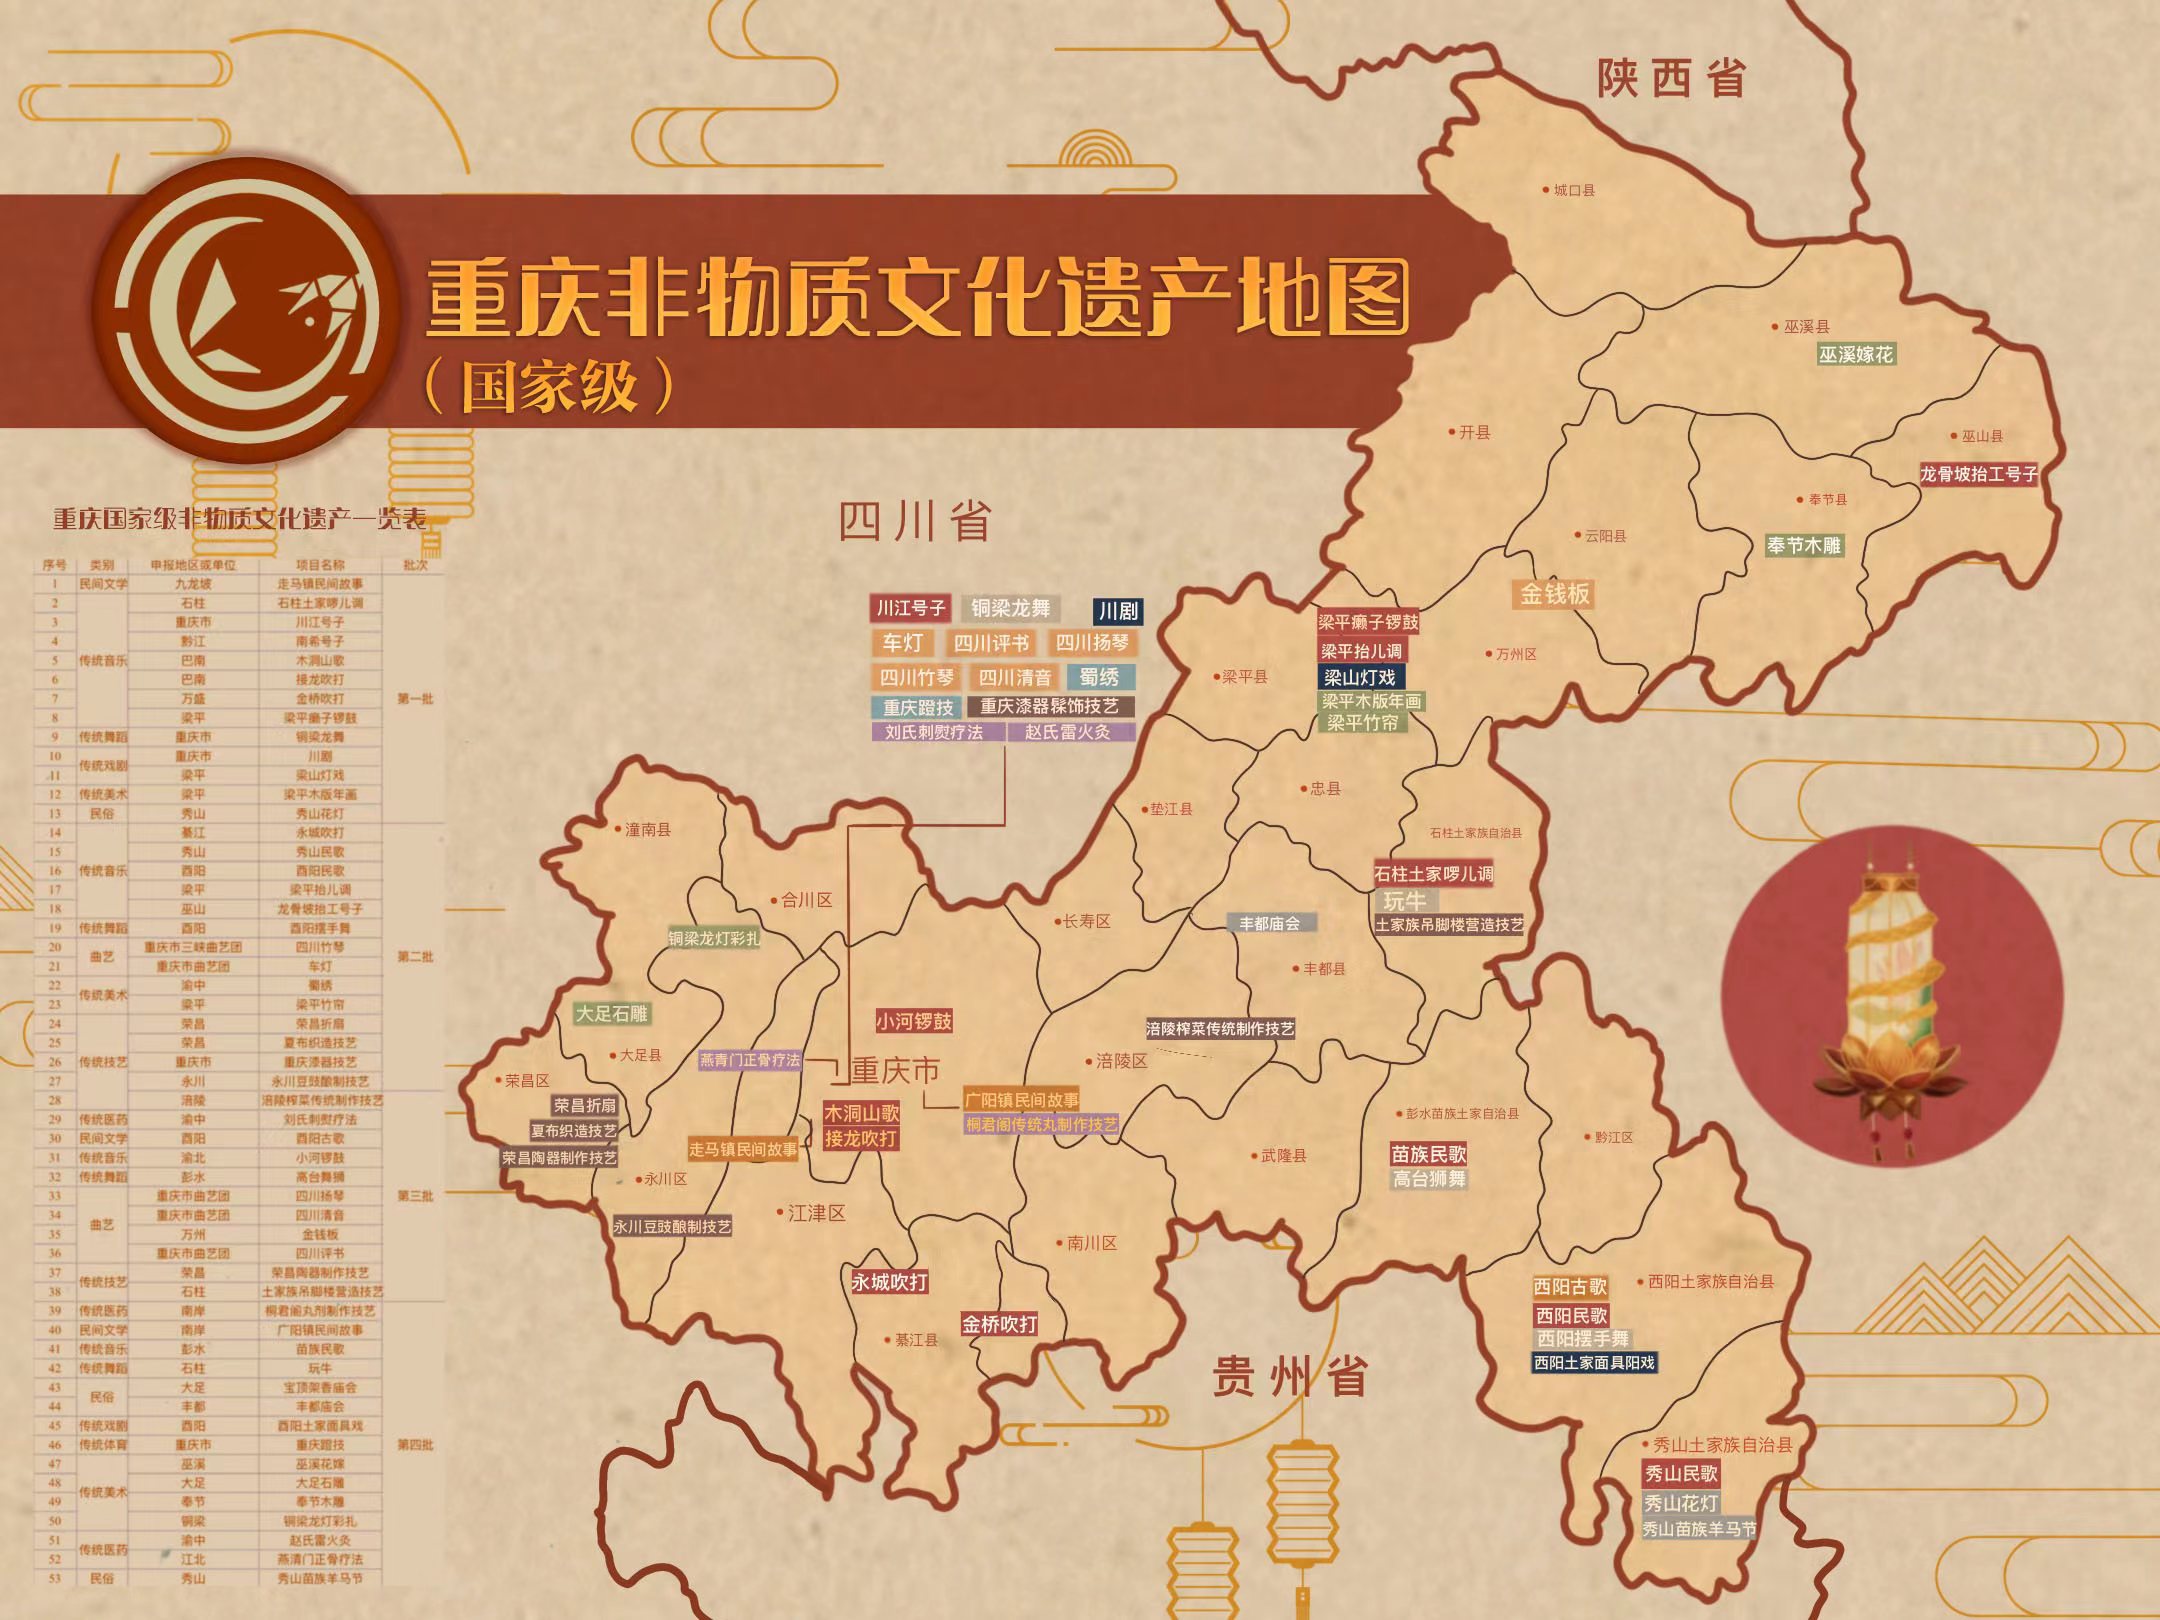 陕西省
城口县
重庆非物质文化遗产地图
（国家级）
巫溪县
巫溪嫁花
开县
巫山县
龙骨坡抬工号子
奉节县
奉节木雕
云阳县
金钱板
万州区
四川省
川江号子 铜梁龙舞 川剧
车灯 四川评书 四川扬琴
四川竹琴 四川清音 蜀绣
重庆蹬技 重庆漆器髹饰技艺
刘氏刺熨疗法 赵氏雷火灸
梁平县
梁平癞子锣鼓
梁平抬儿调
梁山灯戏
梁平木版年画
梁平竹帘
垫江县
忠县
石柱土家族自治县
石柱土家啰儿调
玩牛
土家族吊脚楼营造技艺
潼南县
合川区
长寿区
铜梁龙灯彩扎
丰都庙会
丰都县
大足石雕
大足县
小河锣鼓
涪陵榨菜传统制作技艺
涪陵区
燕青门正骨疗法
重庆市
荣昌区
荣昌折扇
夏布织造技艺
荣昌陶器制作技艺
广阳镇民间故事
桐君阁传统丸制作技艺
木洞山歌
接龙吹打
走马镇民间故事
永川区
永川豆豉酿制技艺
江津区
武隆县
彭水苗族土家自治县
苗族民歌
高台狮舞
黔江区
南川区
永城吹打
金桥吹打
綦江县
贵州省
西阳土家族自治县
西阳古歌
西阳民歌
西阳摆手舞
西阳土家面具阳戏
秀山土家族自治县
秀山民歌
秀山花灯
秀山苗族羊马节
重庆国家级非物质文化遗产一览表
序号 类别 申报地区或单位 项目名称 批次
1 民间文学 九龙坡 走马镇民间故事 第一批
2 传统音乐 石柱 石柱土家啰儿调
3 重庆市 川江号子
4 黔江 南希号子
5 巴南 木洞山歌
6 巴南 接龙吹打
7 万盛 金桥吹打
8 梁平 梁平癞子锣鼓
9 传统舞蹈 重庆市 铜梁龙舞
10 传统戏剧 重庆市 川剧
11 梁平 梁山灯戏
12 传统美术 梁平 梁平木版年画
13 民俗 秀山 秀山花灯
14 传统音乐 綦江 永城吹打 第二批
15 秀山 秀山民歌
16 酉阳 酉阳民歌
17 梁平 梁平抬儿调
18 巫山 龙骨坡抬工号子
19 传统舞蹈 酉阳 酉阳摆手舞
20 曲艺 重庆市三峡曲艺团 四川竹琴
21 重庆市曲艺团 车灯
22 传统美术 渝中 蜀绣
23 梁平 梁平竹帘
24 传统技艺 荣昌 荣昌折扇
25 荣昌 夏布织造技艺
26 重庆市 重庆漆器技艺
27 永川 永川豆豉酿制技艺
28 涪陵 涪陵榨菜传统制作技艺 第三批
29 传统医药 渝中 刘氏刺熨疗法
30 民间文学 酉阳 酉阳古歌
31 传统音乐 渝北 小河锣鼓
32 传统舞蹈 彭水 高台舞狮
33 曲艺 重庆市曲艺团 四川扬琴
34 重庆市曲艺团 四川清音
35 万州 金钱板
36 重庆市曲艺团 四川评书
37 传统技艺 荣昌 荣昌陶器制作技艺
38 石柱 土家族吊脚楼营造技艺
39 传统医药 南岸 桐君阁丸剂制作技艺 第四批
40 民间文学 南岸 广阳镇民间故事
41 传统音乐 彭水 苗族民歌
42 传统舞蹈 石柱 玩牛
43 民俗 大足 宝顶架香庙会
44 丰都 丰都庙会
45 传统戏剧 酉阳 酉阳土家面具戏
46 传统体育 重庆市 重庆蹬技
47 传统美术 巫溪 巫溪花嫁
48 大足 大足石雕
49 奉节 奉节木雕
50 铜梁 铜梁龙灯彩扎
51 传统医药 渝中 赵氏雷火灸
52 江北 燕清门正骨疗法
53 民俗 秀山 秀山苗族羊马节